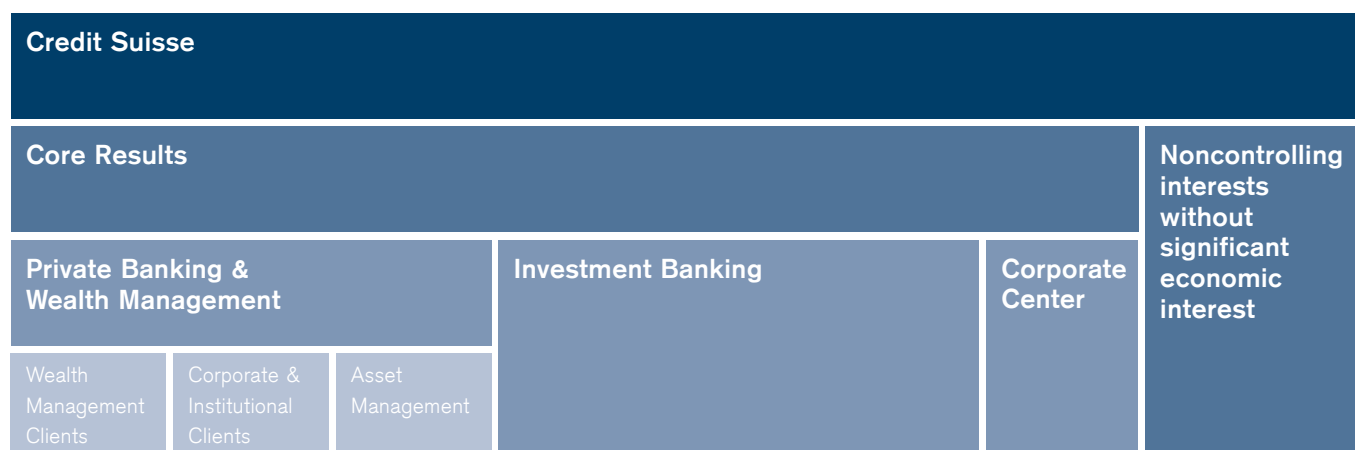 Credit Suisse
Core Results
Noncontrolling
interests
without
significant
economic
interest
Private Banking &
Wealth Management
Investment Banking
Corporate
Center
Wealth
Management
Clients
Corporate &
Institutional
Clients
Asset
Management